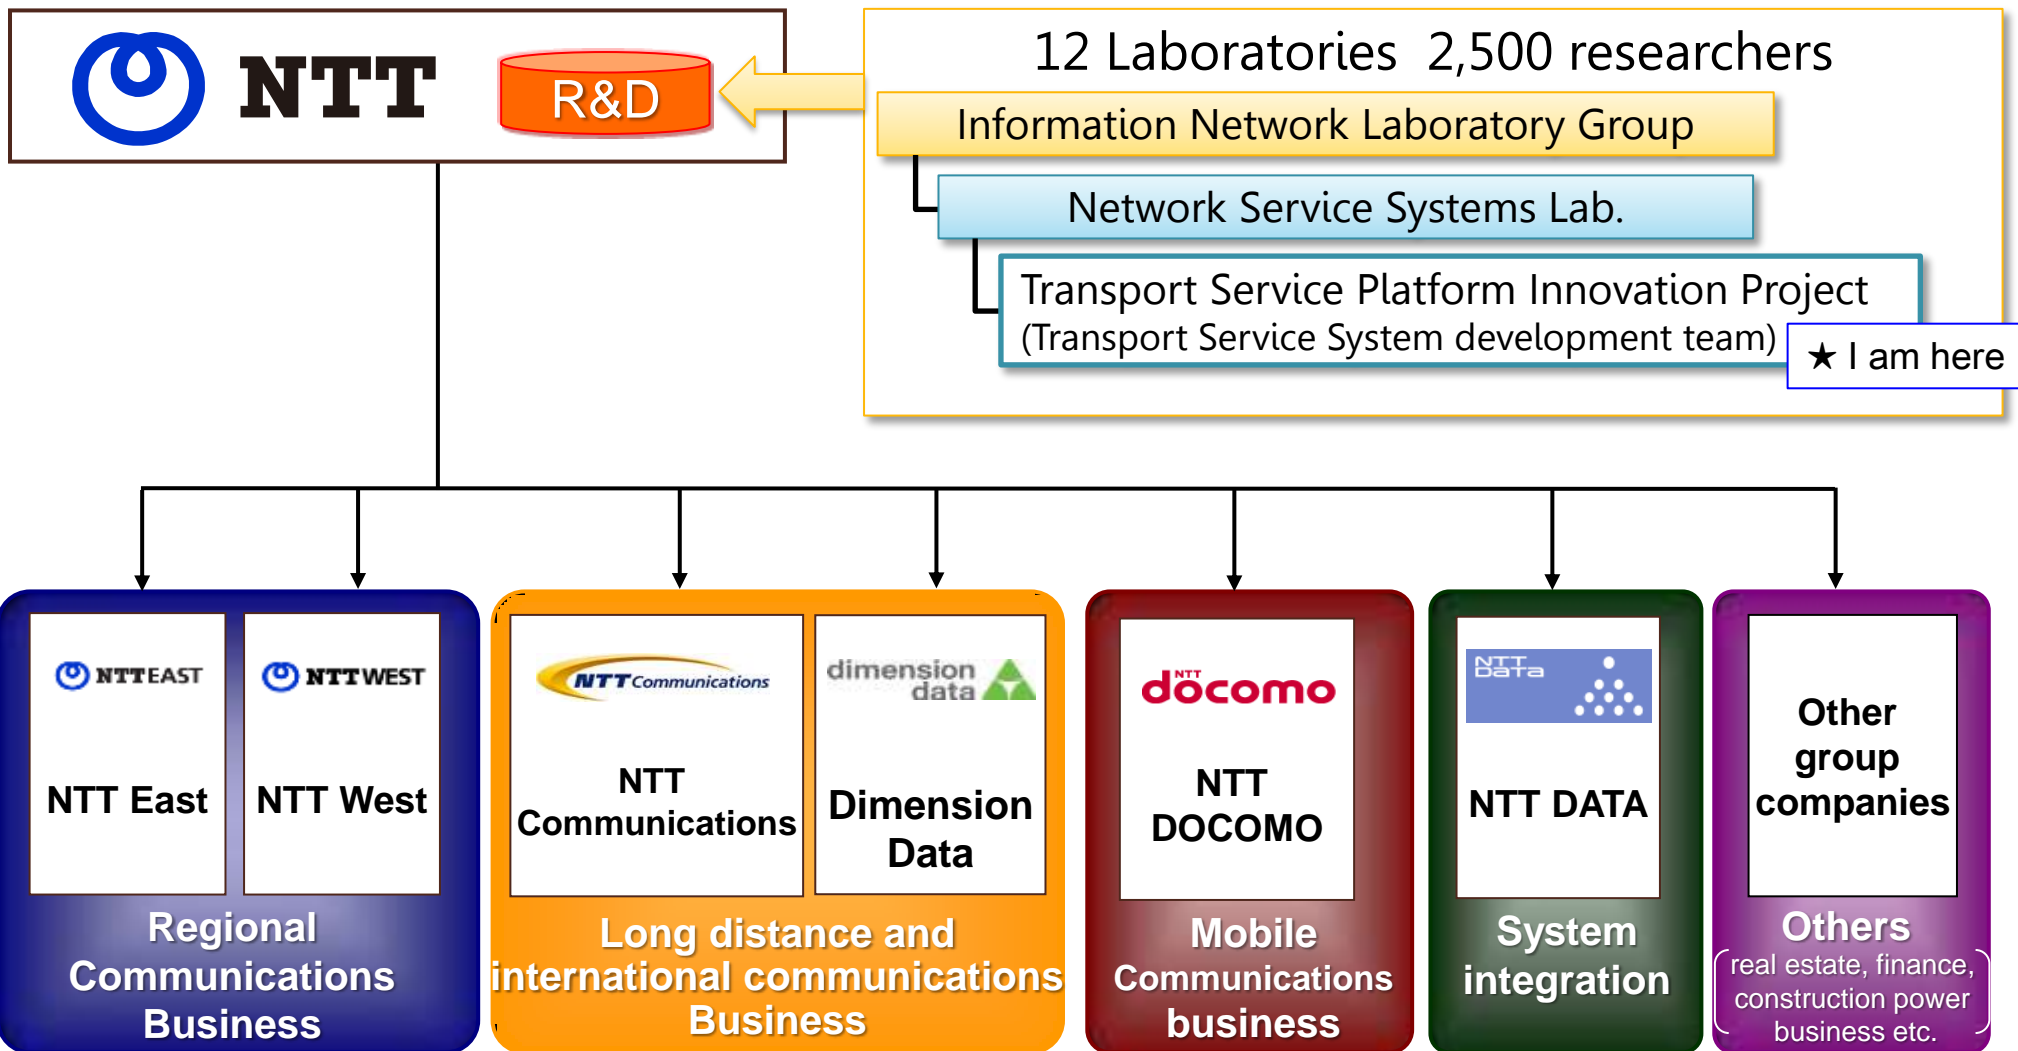 NTT
R&D
12 Laboratories 2,500 researchers
Information Network Laboratory Group
Network Service Systems Lab.
Transport Service Platform Innovation Project
(Transport Service System development team)
★ I am here
NTT EAST
NTT East
NTT WEST
NTT West
Regional
Communications
Business
NTT Communications
NTT
Communications
dimension
data
Dimension
Data
Long distance and
international communications
Business
NTT
docomo
NTT
DOCOMO
Mobile
Communications
business
NTT
Data
NTT DATA
System
integration
Other
group
companies
Others
real estate, finance,
construction power
business etc.